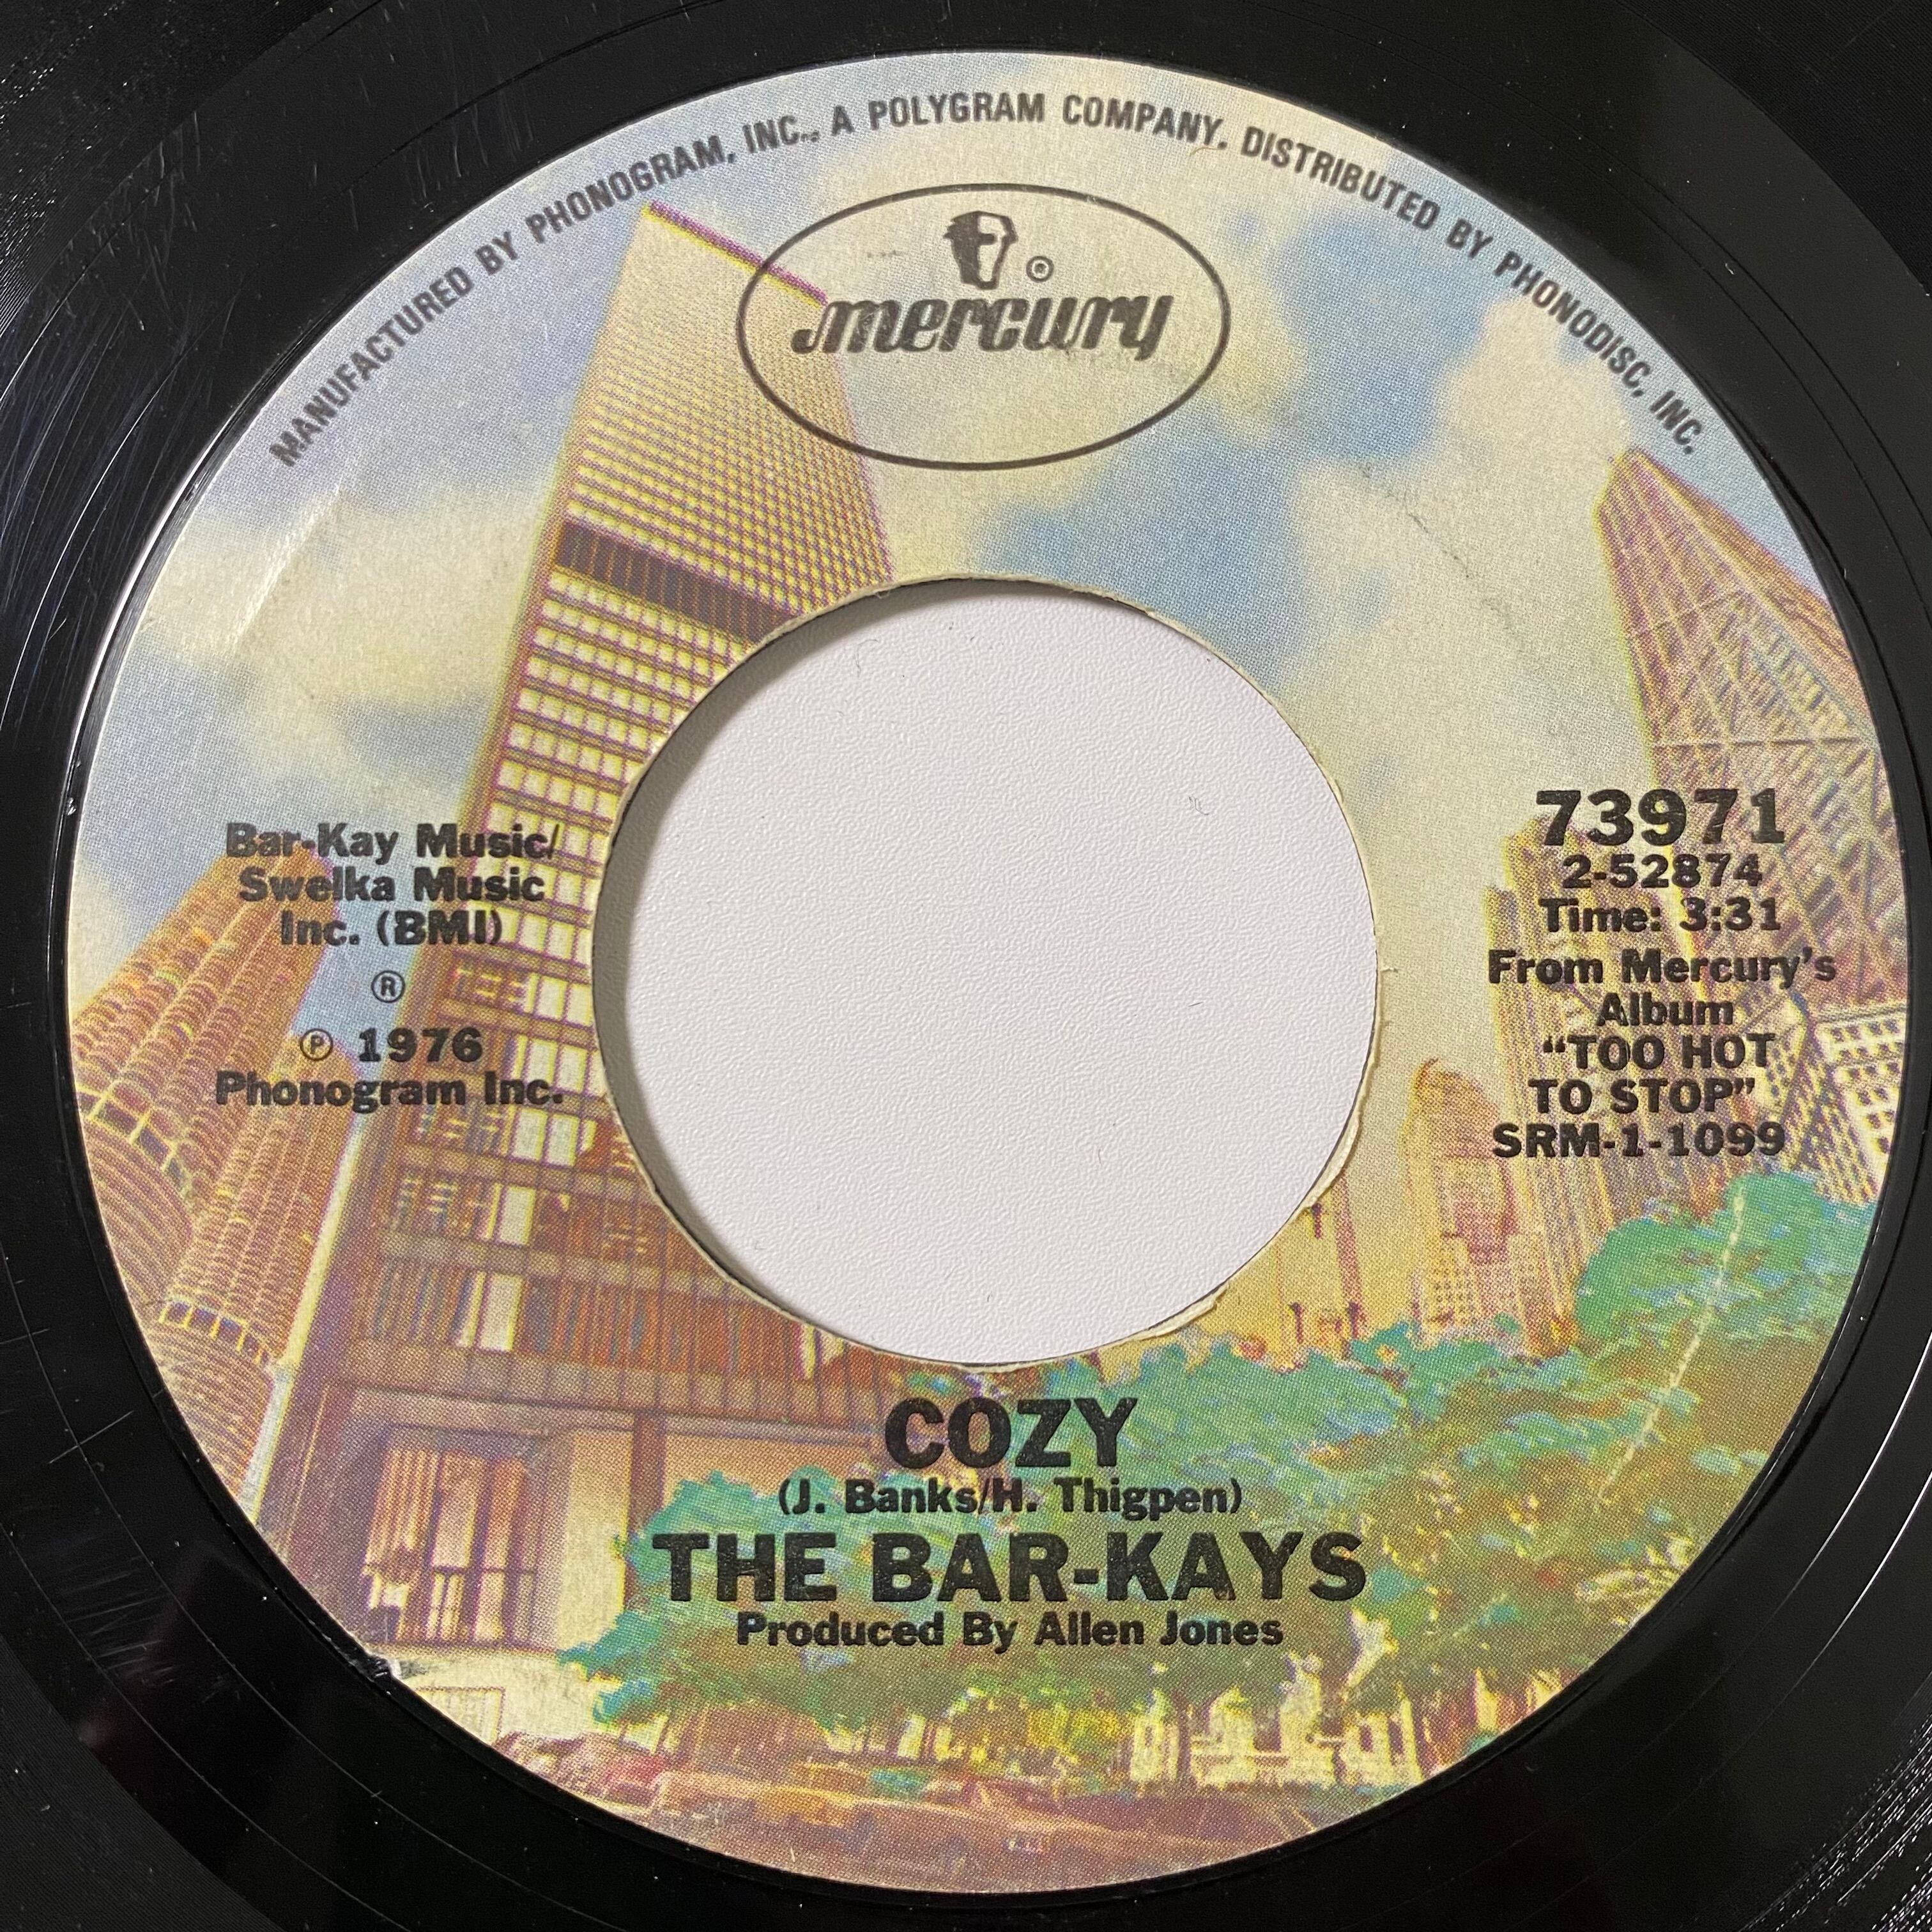 MANUFACTURED BY PHONOGRAM, INC., A POLYGRAM COMPANY. DISTRIBUTED BY PHONODISC, INC.
®
mercury
Bar-Kay Music/
Swelka Music
Inc. (BMI)
®
℗ 1976
Phonogram Inc.
73971
2-52874
Time: 3:31
From Mercury's
Album
“TOO HOT
TO STOP”
SRM-1-1099
COZY
(J. Banks/H. Thigpen)
THE BAR-KAYS
Produced By Allen Jones